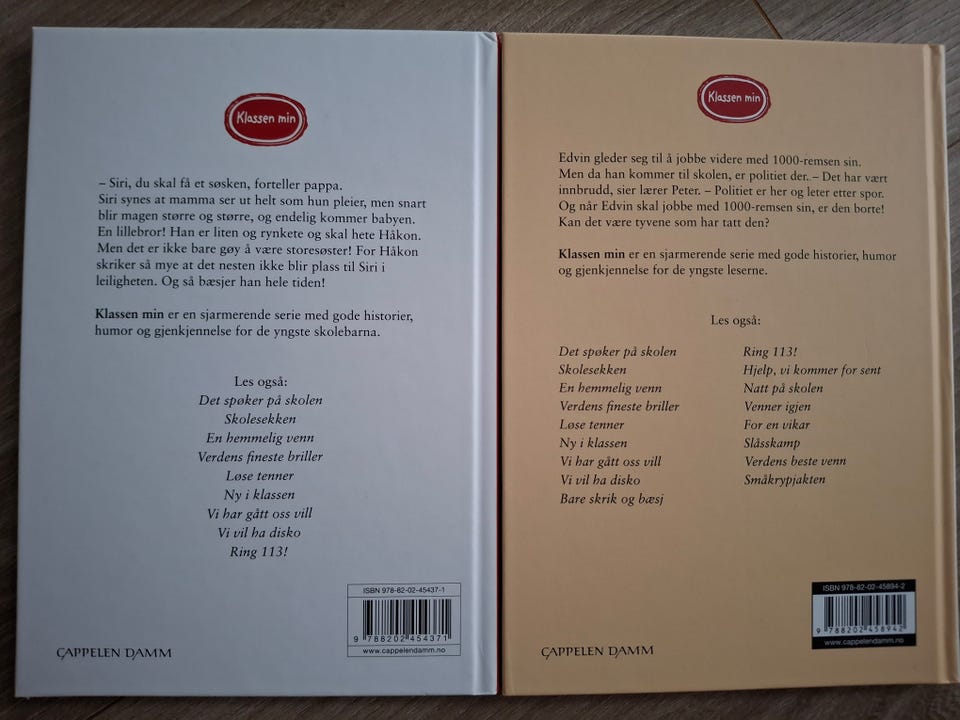 Klassen min
– Siri, du skal få et søsken, forteller pappa.
Siri synes at mamma ser ut helt som hun pleier, men snart
blir magen større og større, og endelig kommer babyen.
En lillebror! Han er liten og rynkete og skal hete Håkon.
Men det er ikke bare gøy å være storesøster! For Håkon
skriker så mye at det nesten ikke blir plass til Siri i
leiligheten. Og så bæsjer han hele tiden!
Klassen min er en sjarmerende serie med gode historier,
humor og gjenkjennelse for de yngste skolebarna.
Les også:
Det spøker på skolen
Skolesekken
En hemmelig venn
Verdens fineste briller
Løse tenner
Ny i klassen
Vi har gått oss vill
Vi vil ha disko
Ring 113!
ISBN 978-82-02-45437-1
9 788202 454371
www.cappelendamm.no
CAPPELEN DAMM
Klassen min
Edvin gleder seg til å jobbe videre med 1000-remsen sin.
Men da han kommer til skolen, er politiet der. – Det har vært
innbrudd, sier lærer Peter. – Politiet er her og leter etter spor.
Og når Edvin skal jobbe med 1000-remsen sin, er den borte!
Kan det være tyvene som har tatt den?
Klassen min er en sjarmerende serie med gode historier, humor
og gjenkjennelse for de yngste leserne.
Les også:
Det spøker på skolen
Skolesekken
En hemmelig venn
Verdens fineste briller
Løse tenner
Ny i klassen
Vi har gått oss vill
Vi vil ha disko
Bare skrik og bæsj
Ring 113!
Hjelp, vi kommer for sent
Natt på skolen
Venner igjen
For en vikar
Slåsskamp
Verdens beste venn
Småkrypjakten
ISBN 978-82-02-45894-2
9 788202 458942
www.cappelendamm.no
CAPPELEN DAMM